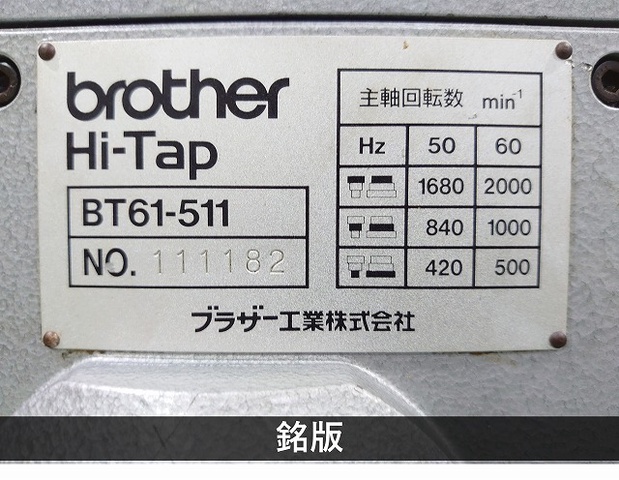 brother
Hi-Tap
BT61-511
NO. 111182
主軸回転数 min⁻¹
Hz 50 60
1680 2000
840 1000
420 500
ブラザー工業株式会社
銘版